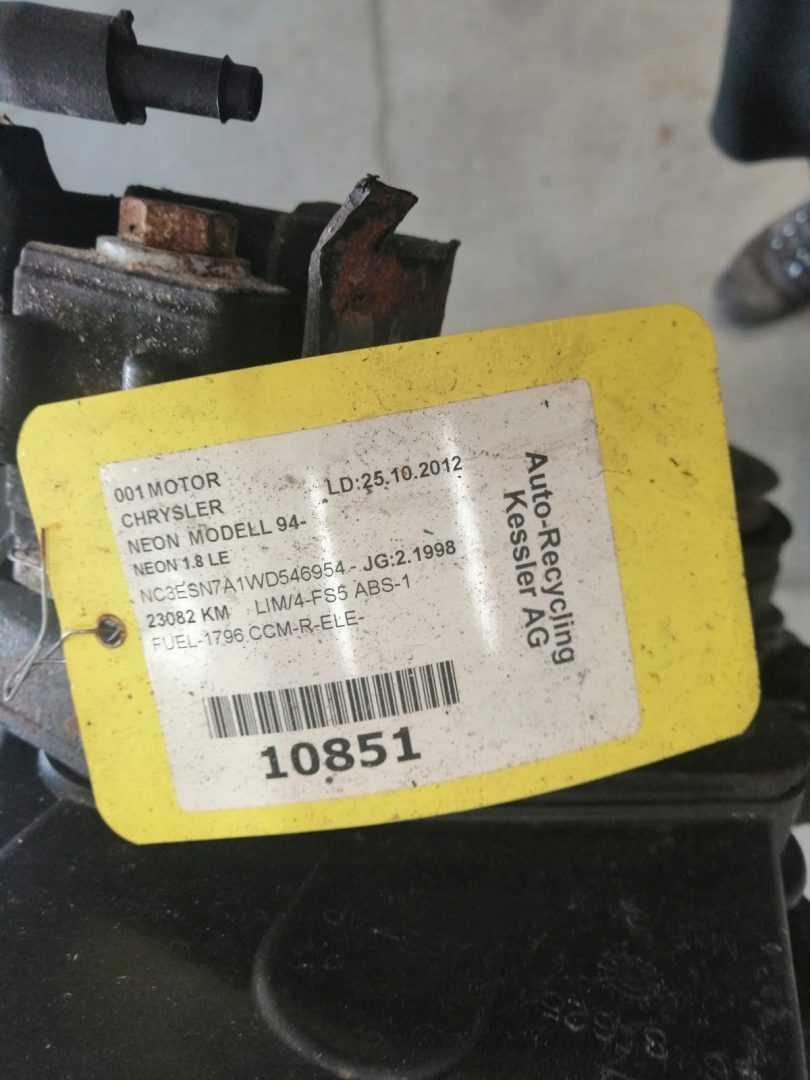 001 MOTOR
CHRYSLER LD:25.10.2012
NEON MODELL 94-
NEON 1.8 LE
NC3ESN7A1WD546954 - JG:2.1998
23082 KM LIM/4-FS5 ABS-1
FUEL-1796 CCM-R-ELE-
10851
Auto-Recycling
Kessler AG